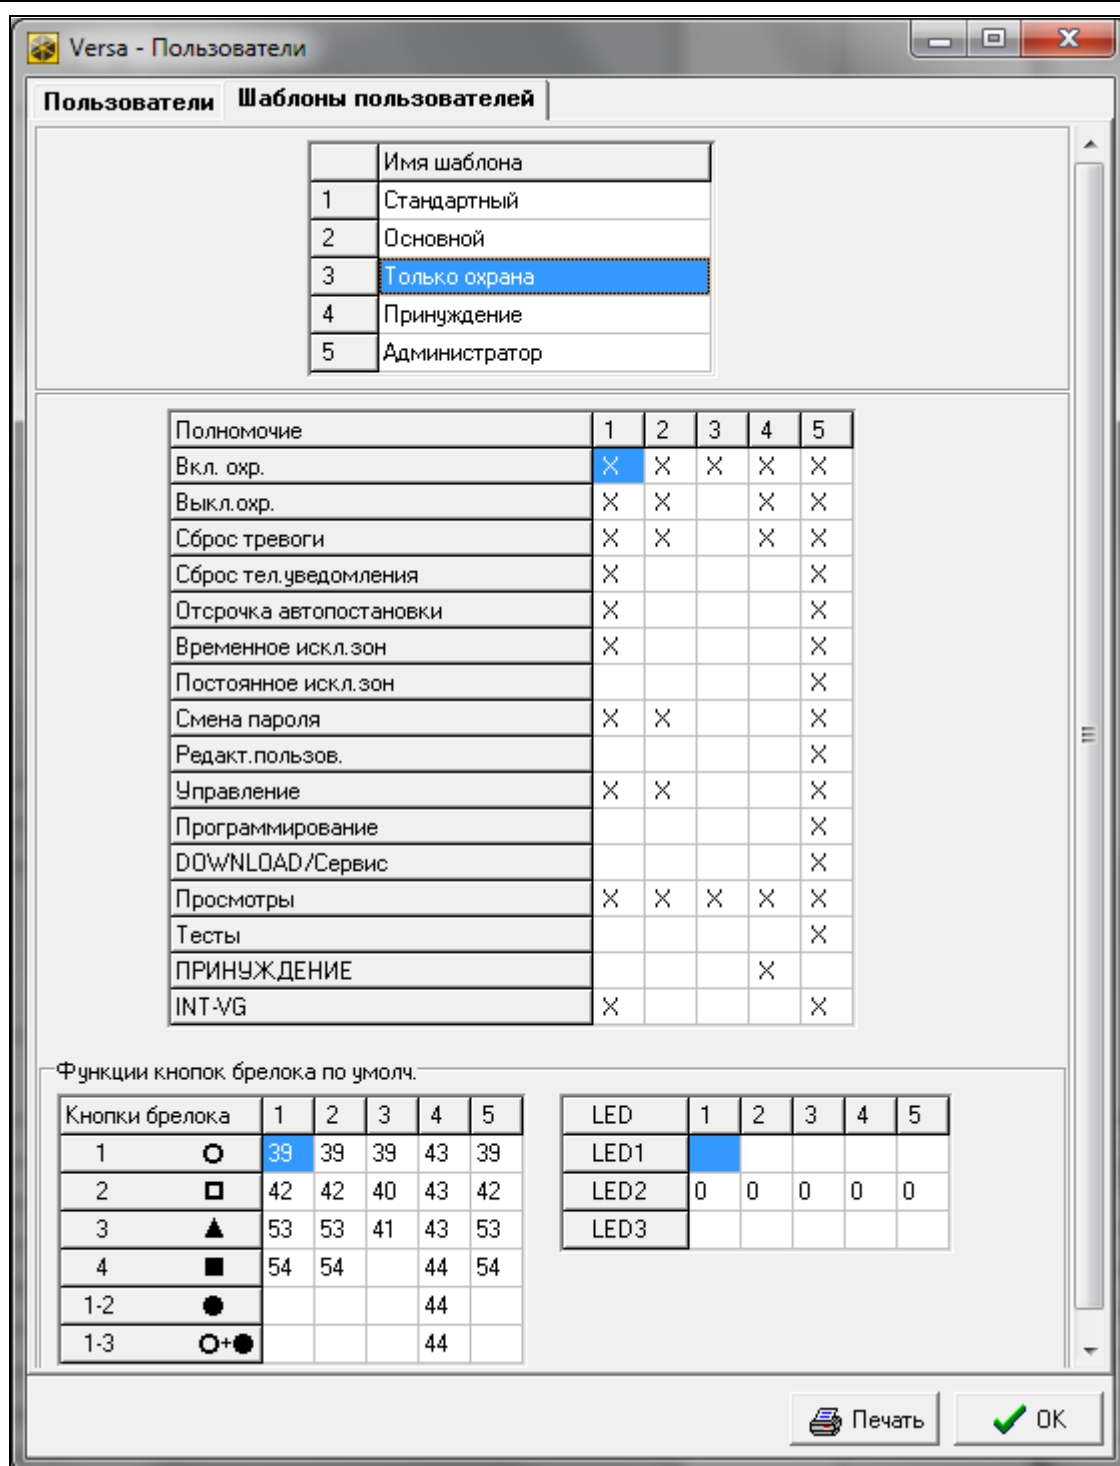 Versa - Пользователи
Пользователи Шаблоны пользователей
Имя шаблона
1 Стандартный
2 Основной
3 Только охрана
4 Принуждение
5 Администратор
Полномочие 1 2 3 4 5
Вкл. охр. X X X X X
Выкл.охр. X X X X
Сброс тревоги X X X X
Сброс тел.уведомления X X
Отсрочка автопостановки X X
Временное искл.зон X X
Постоянное искл.зон X
Смена пароля X X X
Редакт.пользов. X
Управление X X X
Программирование X
DOWNLOAD/Сервис X
Просмотры X X X X X
Тесты X
ПРИНУЖДЕНИЕ X
INT-VG X X
Функции кнопок брелока по умолч.
Кнопки брелока 1 2 3 4 5
1 39 39 39 43 39
2 42 42 40 43 42
3 53 53 41 43 53
4 54 54 44 54
1-2 44
1-3 + 44
LED 1 2 3 4 5
LED1
LED2 0 0 0 0 0
LED3
Печать OK